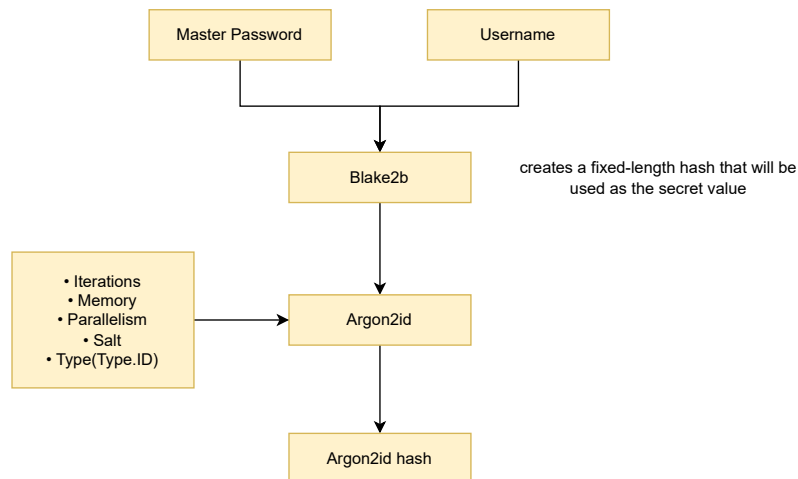 Master Password
Username
Blake2b
creates a fixed-length hash that will be
used as the secret value
• Iterations
• Memory
• Parallelism
• Salt
• Type(Type.ID)
Argon2id
Argon2id hash